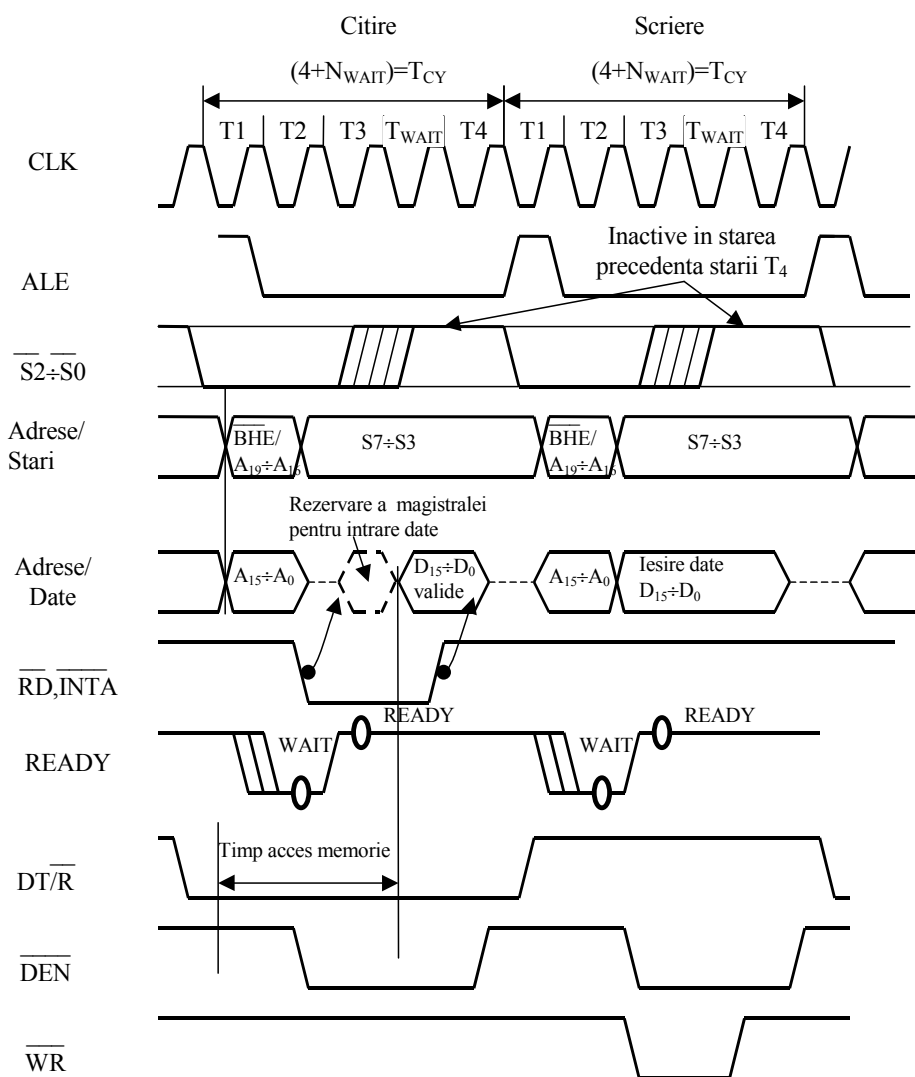 Citire Scriere
(4+NWAIT)=TCY (4+NWAIT)=TCY
T1 T2 T3 TWAIT T4 T1 T2 T3 TWAIT T4
CLK
Inactive in starea
precedenta starii T4
ALE
S2÷S0
Adrese/
Stari
BHE/
A19÷A16
S7÷S3
BHE/
A19÷A16
S7÷S3
Rezervare a magistralei
pentru intrare date
Adrese/
Date
A15÷A0
D15÷D0
valide
A15÷A0
Iesire date
D15÷D0
RD,INTA
READY READY
WAIT WAIT
READY
Timp acces memorie
DT/R
DEN
WR